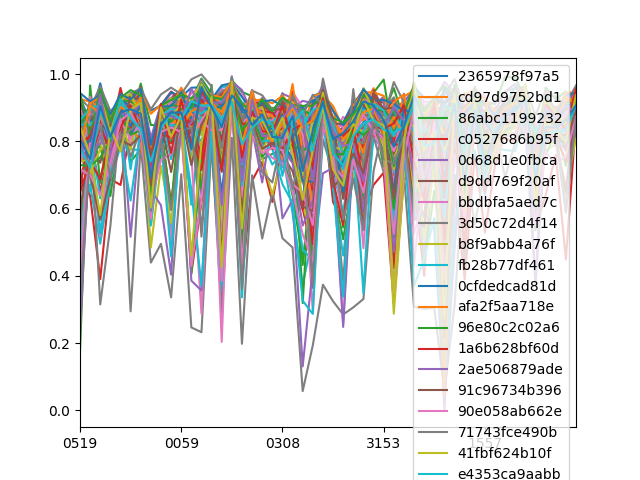 1.0
0.8
0.6
0.4
0.2
0.0
0519
0059
0308
3153
1557
2365978f97a5
cd97d9752bd1
86abc1199232
c0527686b95f
0d68d1e0fbca
d9dd769f20af
bbdbfa5aed7c
3d50c72d4f14
b8f9abb4a76f
fb28b77df461
0cfdedcad81d
afa2f5aa718e
96e80c2c02a6
1a6b628bf60d
2ae506879ade
91c96734b396
90e058ab662e
71743fce490b
41fbf624b10f
e4353ca9aabb